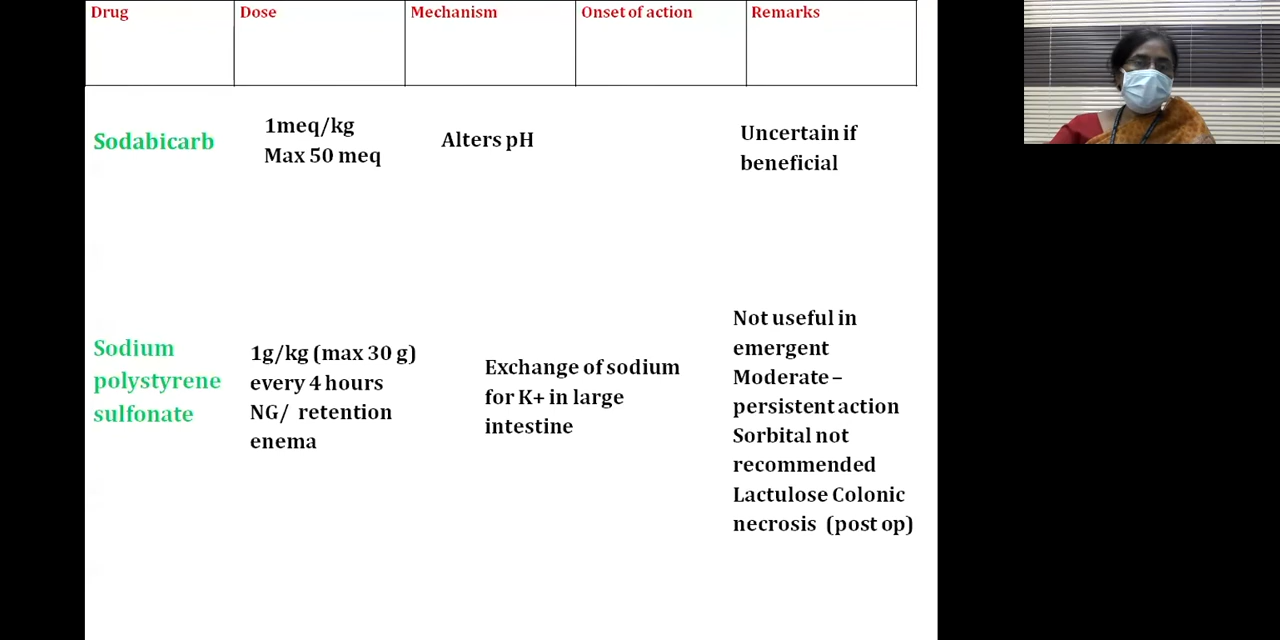 Drug
Dose
Mechanism
Onset of action
Remarks
Sodabicarb
1meq/kg
Max 50 meq
Alters pH
Uncertain if
beneficial
Sodium
polystyrene
sulfonate
1g/kg (max 30 g)
every 4 hours
NG/ retention
enema
Exchange of sodium
for K+ in large
intestine
Not useful in
emergent
Moderate –
persistent action
Sorbital not
recommended
Lactulose Colonic
necrosis (post op)